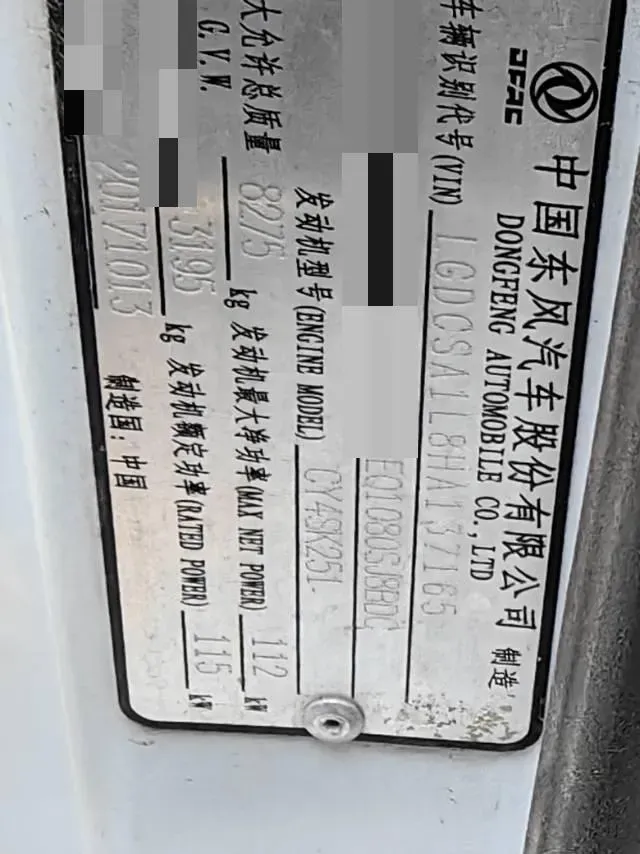 DFAC
中国东风汽车股份有限公司 制造
DONGFENG AUTOMOBILE CO.,LTD
车辆识别代号(VIN) LGDCSA1L8HA137165
EQ1080SJ8BDC
发动机型号(ENGINE MODEL) CY4SK251
大允许总质量 8275 kg 发动机最大净功率(MAX NET POWER) 112 kW
G.V.W.
3195 kg 发动机额定功率(RATED POWER) 115 kW
20N71013 制造国:中国